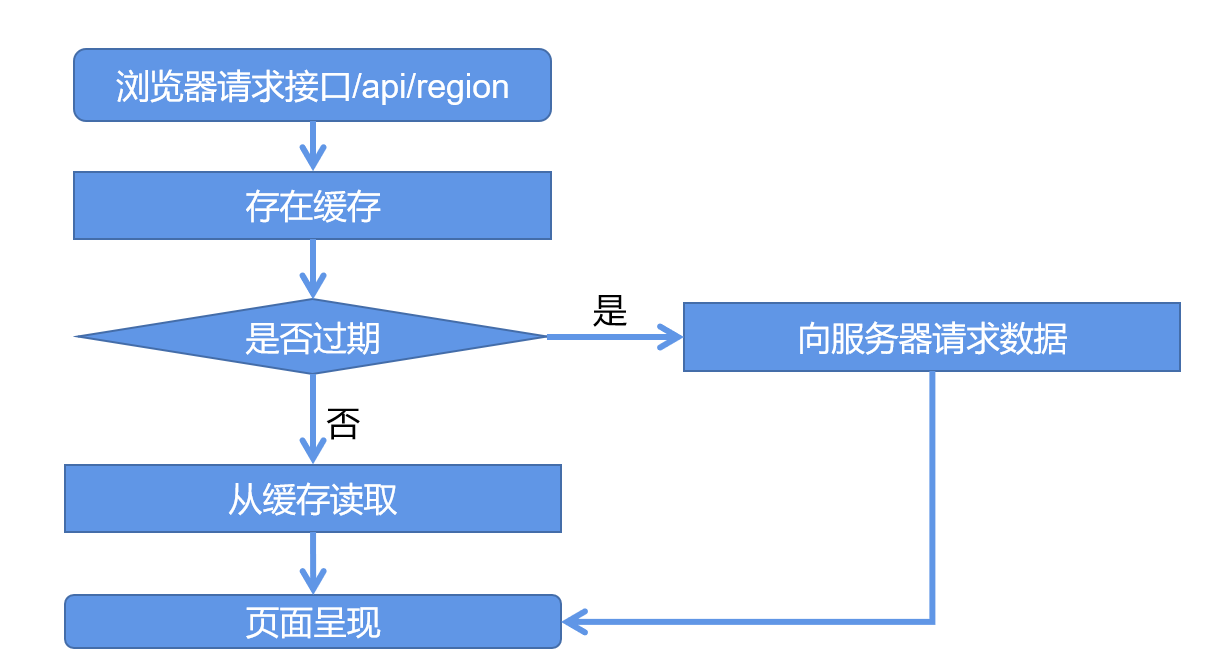 浏览器请求接口/api/region
存在缓存
是否过期
是
向服务器请求数据
否
从缓存读取
页面呈现